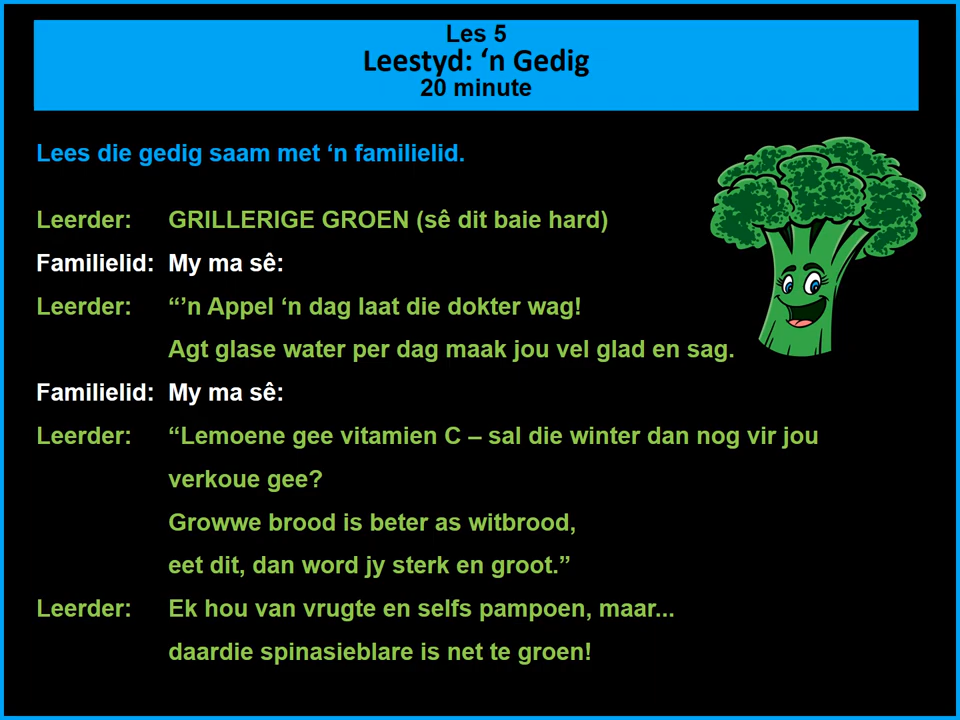 Les 5
Leestyd: ‘n Gedig
20 minute
Lees die gedig saam met ‘n familielid.
Leerder: GRILLERIGE GROEN (sê dit baie hard)
Familielid: My ma sê:
Leerder: “’n Appel ‘n dag laat die dokter wag!
Agt glase water per dag maak jou vel glad en sag.
Familielid: My ma sê:
Leerder: “Lemoene gee vitamien C – sal die winter dan nog vir jou
verkoue gee?
Growwe brood is beter as witbrood,
eet dit, dan word jy sterk en groot.”
Leerder: Ek hou van vrugte en selfs pampoen, maar...
daardie spinasieblare is net te groen!